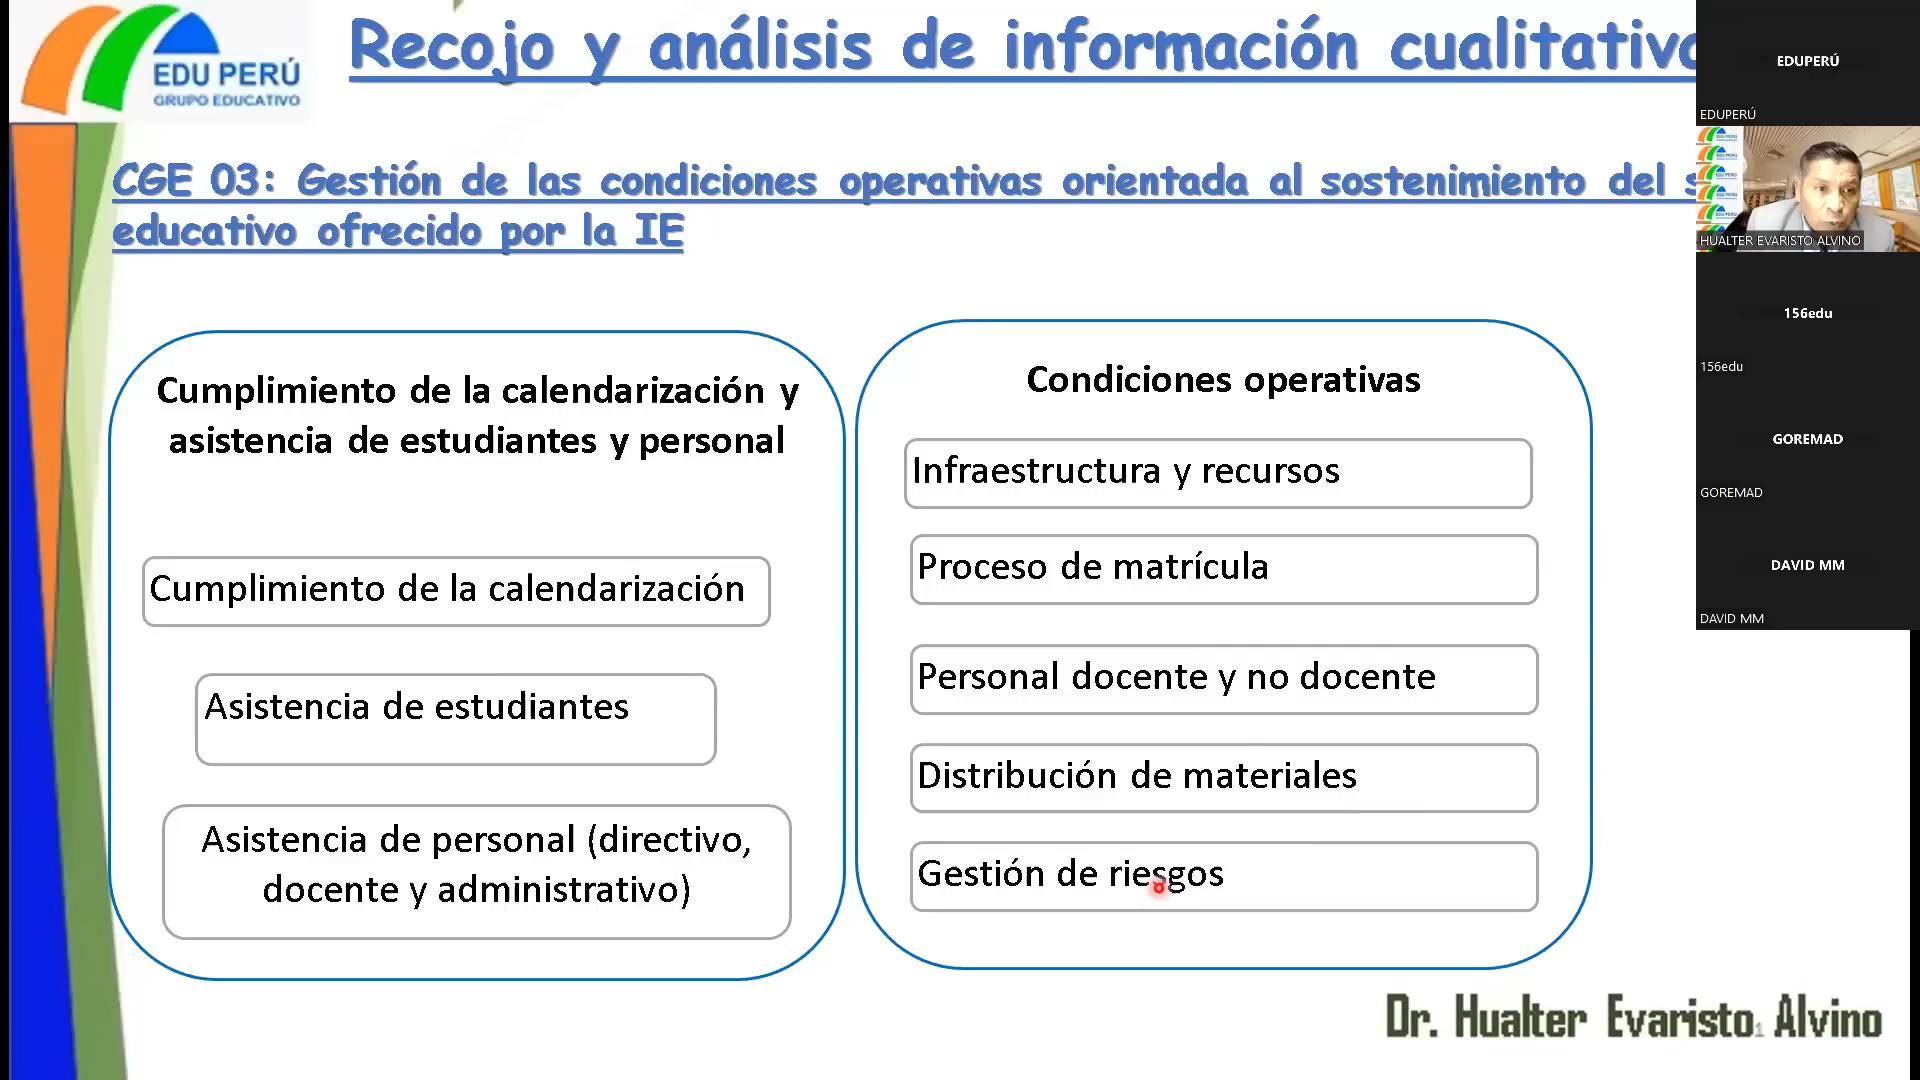 EDU PERÚ
GRUPO EDUCATIVO
Recojo y análisis de información cualitativa
CGE 03: Gestión de las condiciones operativas orientada al sostenimiento del s
educativo ofrecido por la IE
Cumplimiento de la calendarización y
asistencia de estudiantes y personal
Cumplimiento de la calendarización
Asistencia de estudiantes
Asistencia de personal (directivo,
docente y administrativo)
Condiciones operativas
Infraestructura y recursos
Proceso de matrícula
Personal docente y no docente
Distribución de materiales
Gestión de riesgos
Dr. Hualter Evaristo Alvino
EDUPERÚ
EDUPERÚ
HUALTER EVARISTO ALVINO
156edu
156edu
GOREMAD
GOREMAD
DAVID MM
DAVID MM